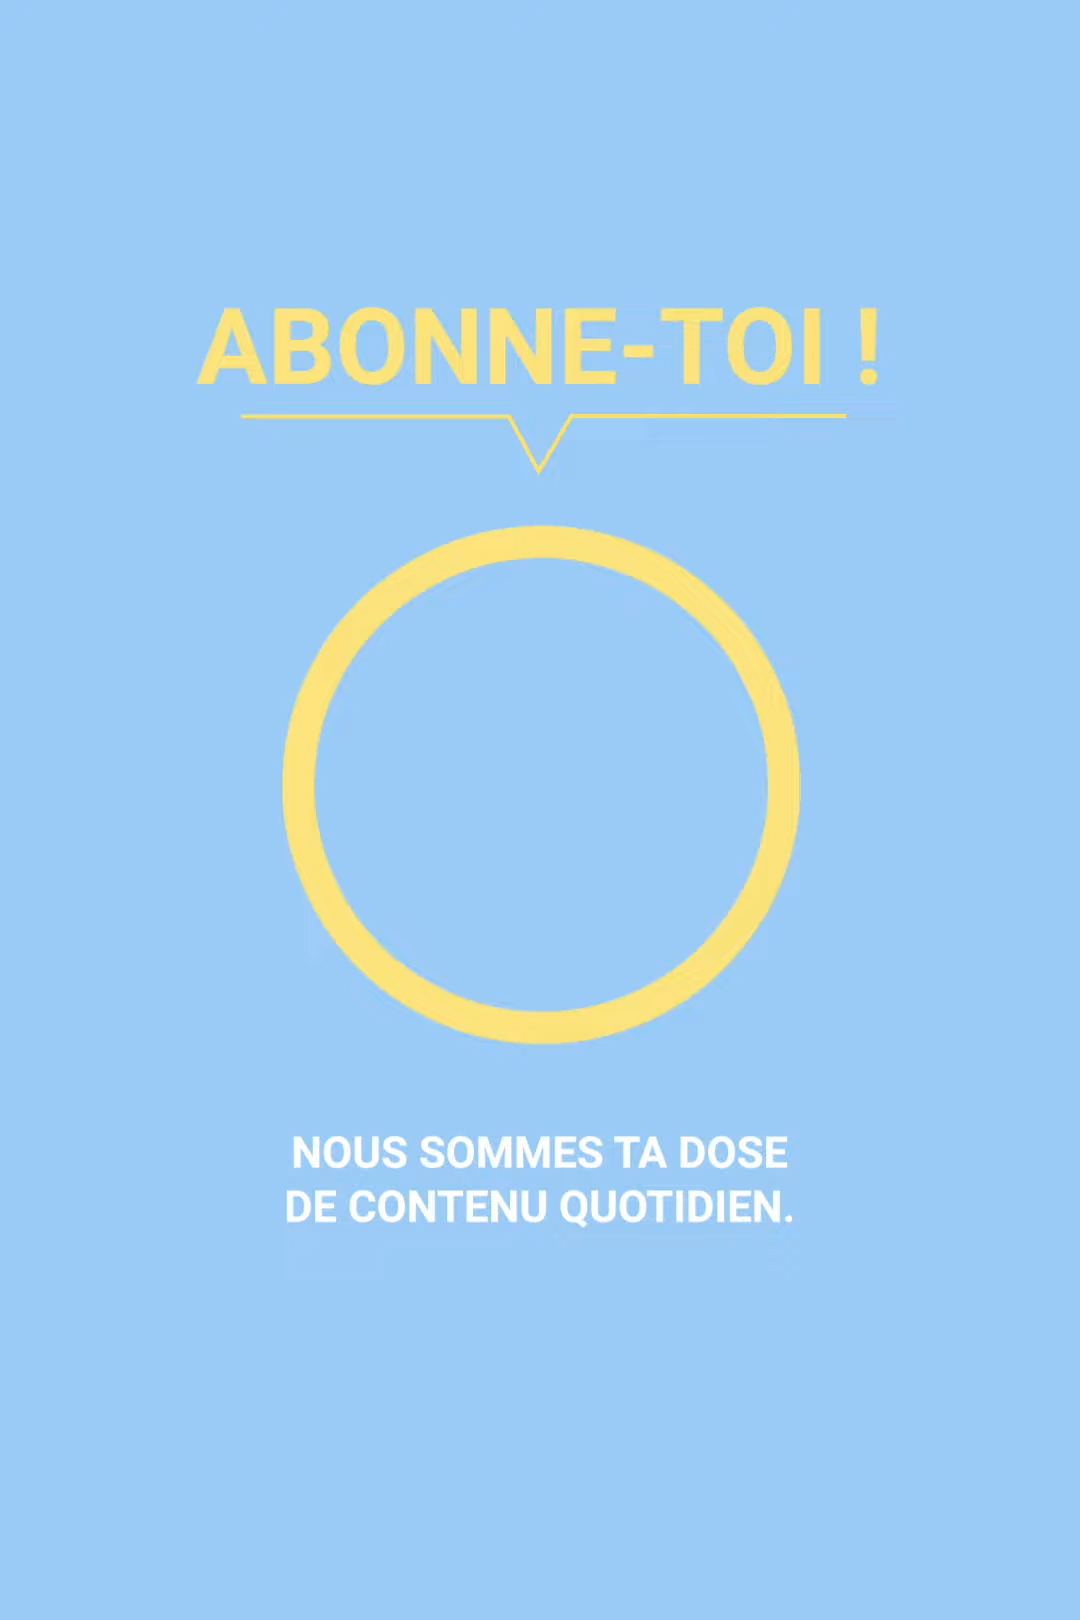 ABONNE-TOI !
NOUS SOMMES TA DOSE
DE CONTENU QUOTIDIEN.